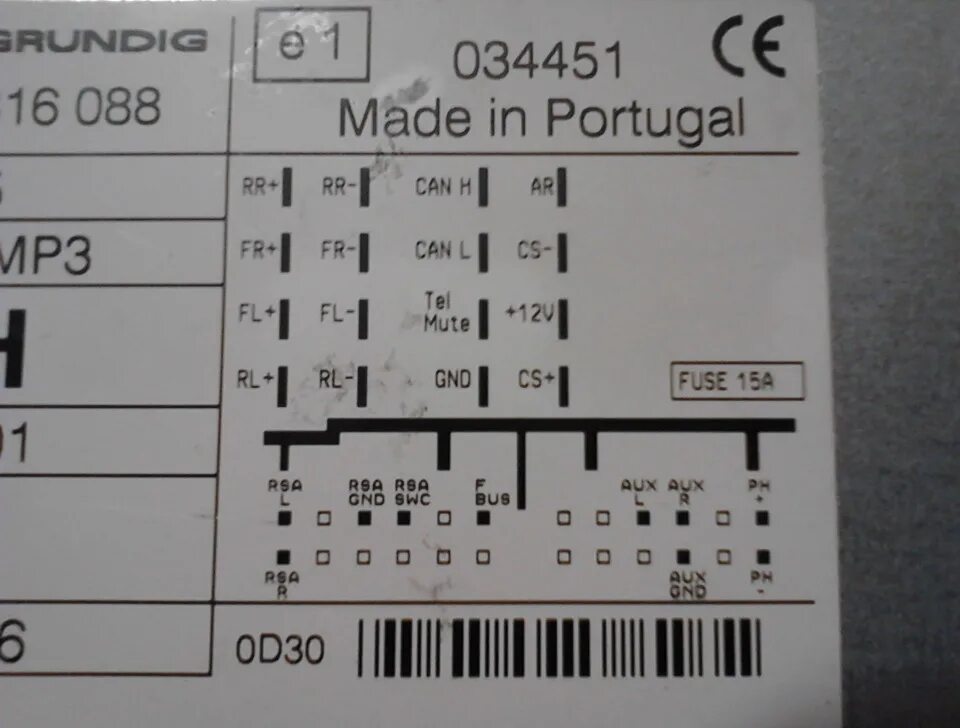 GRUNDIG
e 1
034451
CE
16 088
Made in Portugal
RR+ RR- CAN H AR
MP3
FR+ FR- CAN L CS-
FL+ FL- Tel Mute +12V
H
RL+ RL- GND CS+
FUSE 15A
RSA L
RSA GND
RSA SWC
F BUS
AUX L
AUX R
PH +
RSA R
AUX GND
PH -
6
0D30